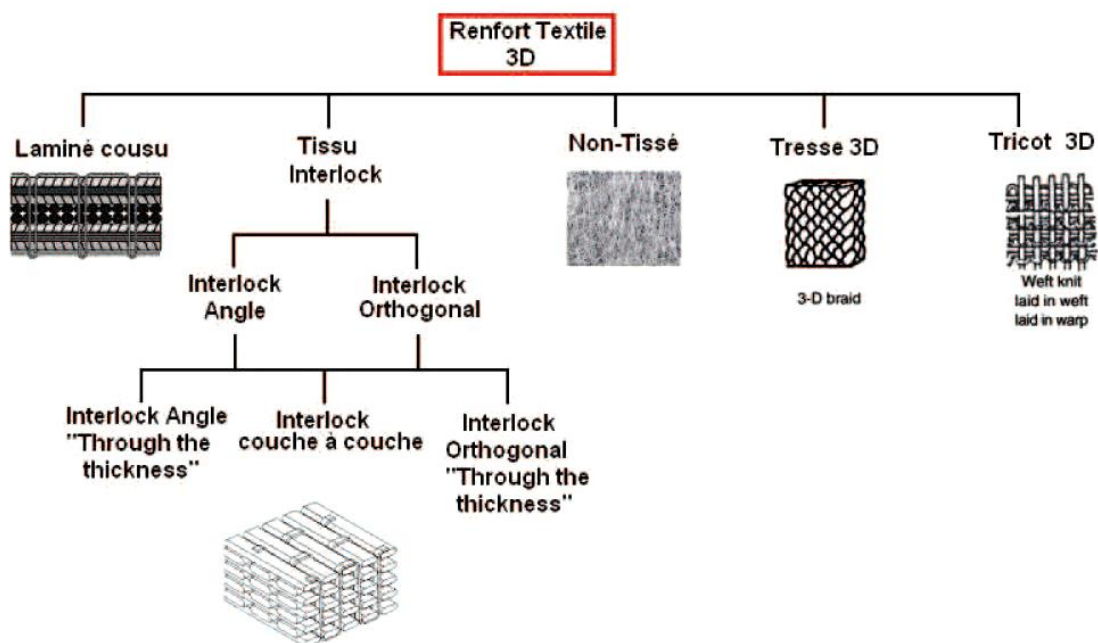 Renfort Textile
3D
Laminé cousu
Tissu
Interlock
Non-Tissé
Tresse 3D
Tricot 3D
3-D braid
Weft knit
laid in weft
laid in warp
Interlock
Angle
Interlock
Orthogonal
Interlock Angle
"Through the
thickness"
Interlock
couche à couche
Interlock
Orthogonal
"Through the
thickness"